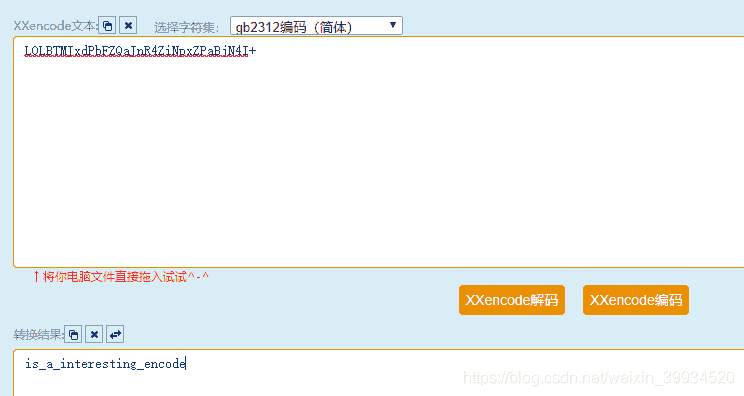 XXencode文本: 选择字符集： gb2312编码（简体）
LOLBTMJxdPbFZQaJnR4ZiNpxZPaBjN4I+
↑将你电脑文件直接拖入试试^-^
XXencode解码 XXencode编码
转换结果:
is_a_interesting_encode
https://blog.csdn.net/weixin_39934520